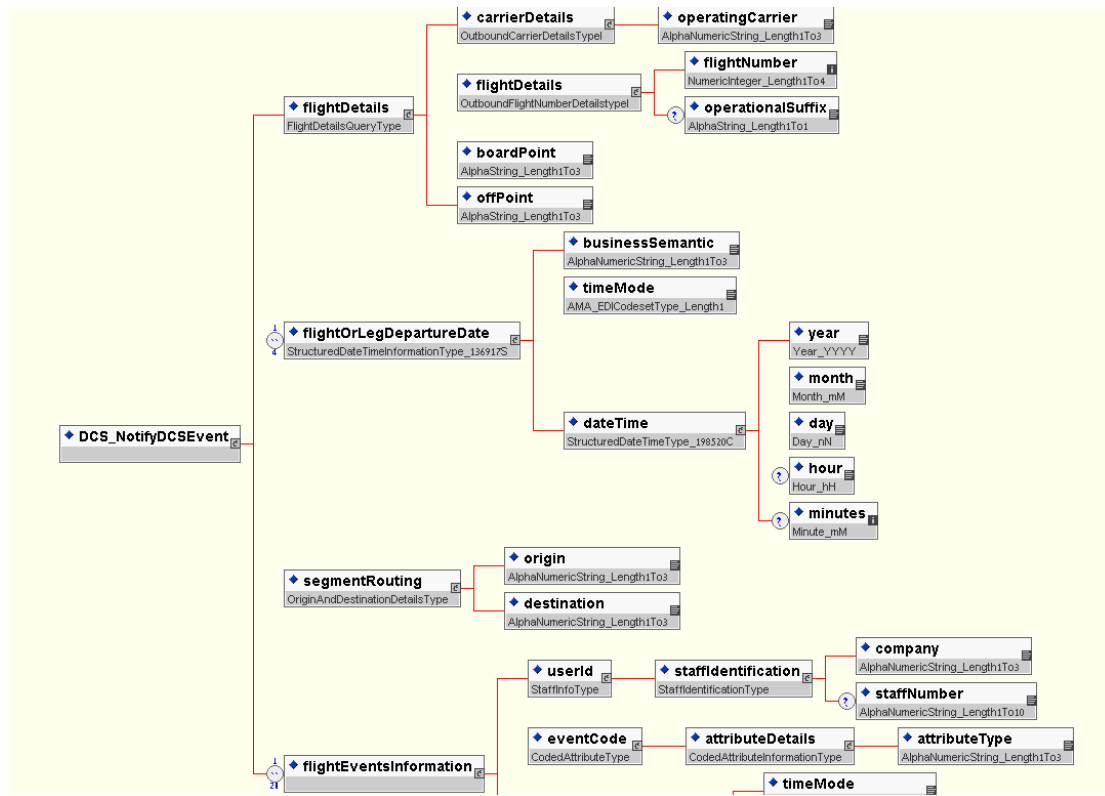 carrierDetails
OutboundCarrierDetailsTypeI
operatingCarrier
AlphaNumericString_Length1To3
flightDetails
FlightDetailsQueryType
flightDetails
OutboundFlightNumberDetailstypeI
flightNumber
NumericInteger_Length1To4
?
operationalSuffix
AlphaString_Length1To1
boardPoint
AlphaString_Length1To3
offPoint
AlphaString_Length1To3
businessSemantic
AlphaNumericString_Length1To3
timeMode
AMA_EDICodesetType_Length1
1
4
flightOrLegDepartureDate
StructuredDateTimeInformationType_136917S
year
Year_YYYY
month
Month_mM
dateTime
StructuredDateTimeType_198520C
day
Day_nN
?
hour
Hour_hH
?
minutes
Minute_mM
DCS_NotifyDCSEvent
segmentRouting
OriginAndDestinationDetailsType
origin
AlphaNumericString_Length1To3
destination
AlphaNumericString_Length1To3
userId
StaffInfoType
staffIdentification
StaffIdentificationType
company
AlphaNumericString_Length1To3
?
staffNumber
AlphaNumericString_Length1To10
1
flightEventsInformation
eventCode
CodedAttributeType
attributeDetails
CodedAttributeInformationType
attributeType
AlphaNumericString_Length1To3
timeMode